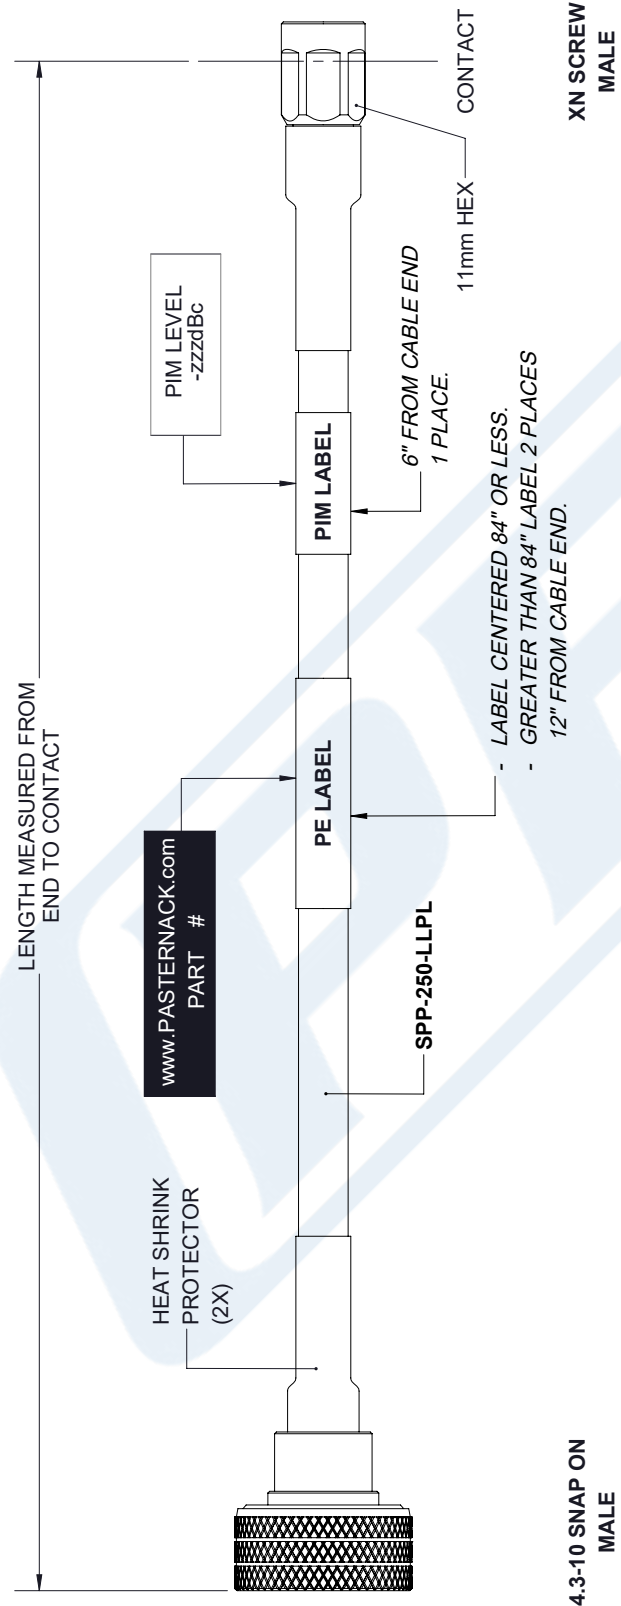 LENGTH MEASURED FROM
END TO CONTACT
www.PASTERNACK.com
PART #
PIM LEVEL
-zzzdBc
HEAT SHRINK
PROTECTOR
(2X)
PE LABEL
PIM LABEL
SPP-250-LLPL
6" FROM CABLE END
1 PLACE.
CONTACT
11mm HEX
- LABEL CENTERED 84" OR LESS.
- GREATER THAN 84" LABEL 2 PLACES
12" FROM CABLE END.
4.3-10 SNAP ON
MALE
XN SCREW
MALE